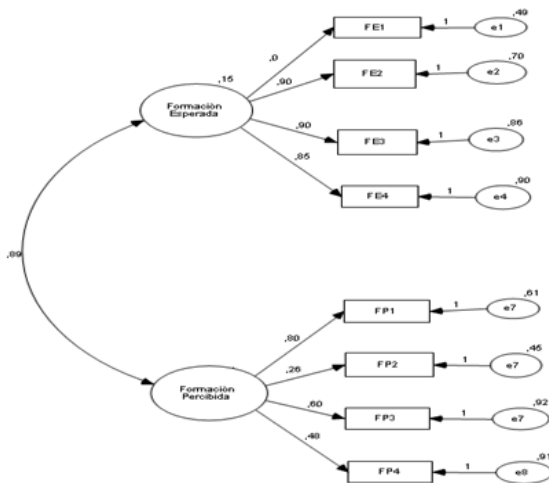 ,49
FE1
1
e1
,0
,70
,15
FE2
1
e2
,90
Formaciòn
Esperada
,86
,90
FE3
1
e3
,85
,90
FE4
1
e4
,89
,61
FP1
1
e7
,80
,45
FP2
1
e7
,26
Formaciòn
Percibida
,92
,60
FP3
1
e7
,48
,91
FP4
1
e8